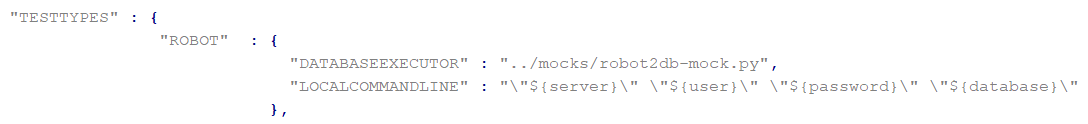 "TESTTYPES" : {
"ROBOT" : {
"DATABASEEXECUTOR" : "../mocks/robot2db-mock.py",
"LOCALCOMMANDLINE" : "\"${server}\" \"${user}\" \"${password}\" \"${database}\"
},